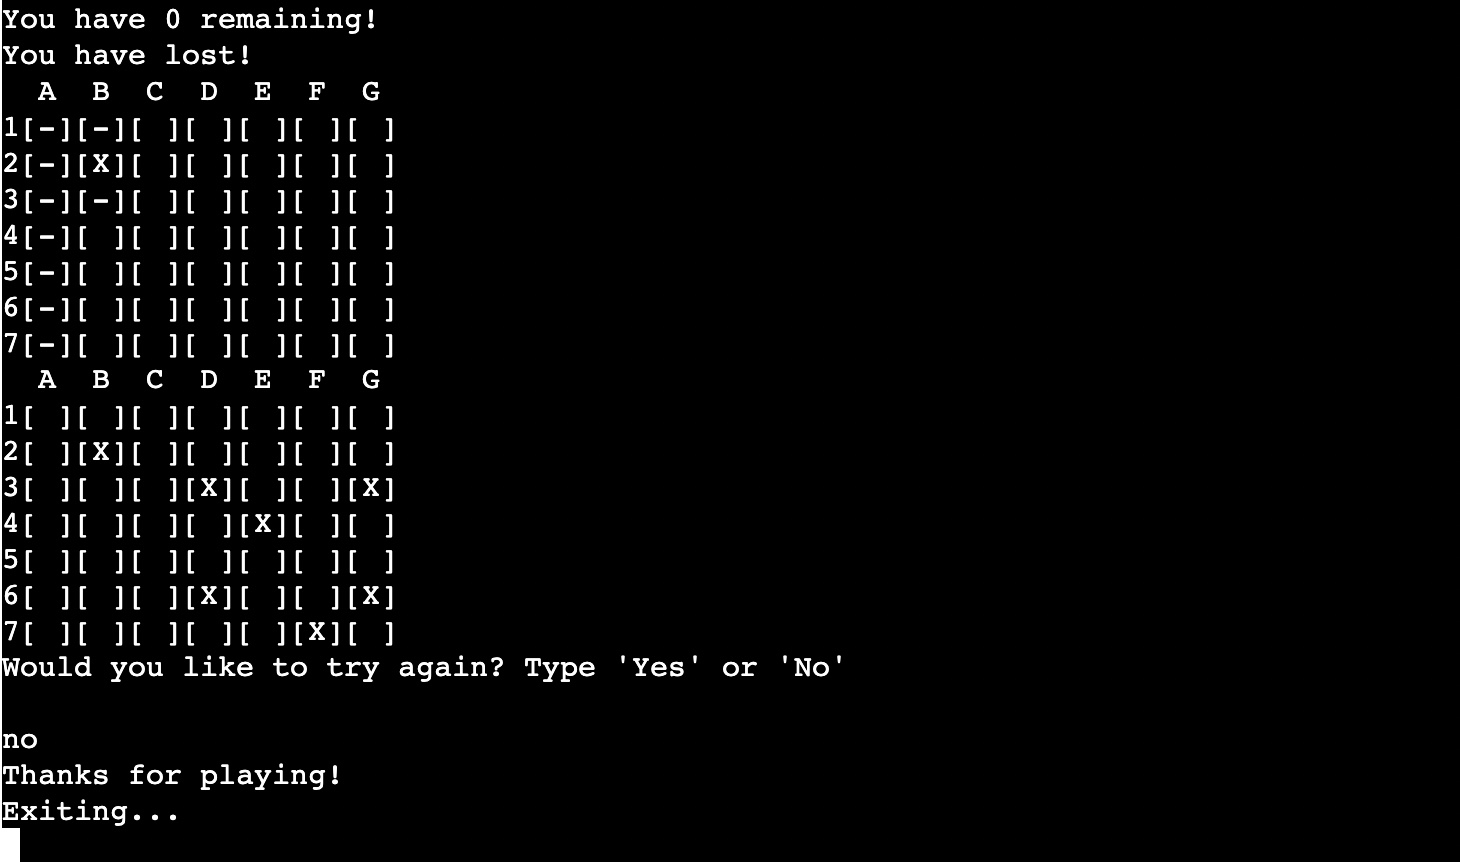 You have 0 remaining!
You have lost!
  A  B  C  D  E  F  G
1[-][-][ ][ ][ ][ ][ ]
2[-][X][ ][ ][ ][ ][ ]
3[-][-][ ][ ][ ][ ][ ]
4[-][ ][ ][ ][ ][ ][ ]
5[-][ ][ ][ ][ ][ ][ ]
6[-][ ][ ][ ][ ][ ][ ]
7[-][ ][ ][ ][ ][ ][ ]
  A  B  C  D  E  F  G
1[ ][ ][ ][ ][ ][ ][ ]
2[ ][X][ ][ ][ ][ ][ ]
3[ ][ ][ ][X][ ][ ][X]
4[ ][ ][ ][ ][X][ ][ ]
5[ ][ ][ ][ ][ ][ ][ ]
6[ ][ ][ ][X][ ][ ][X]
7[ ][ ][ ][ ][ ][X][ ]
Would you like to try again? Type 'Yes' or 'No'
no
Thanks for playing!
Exiting...